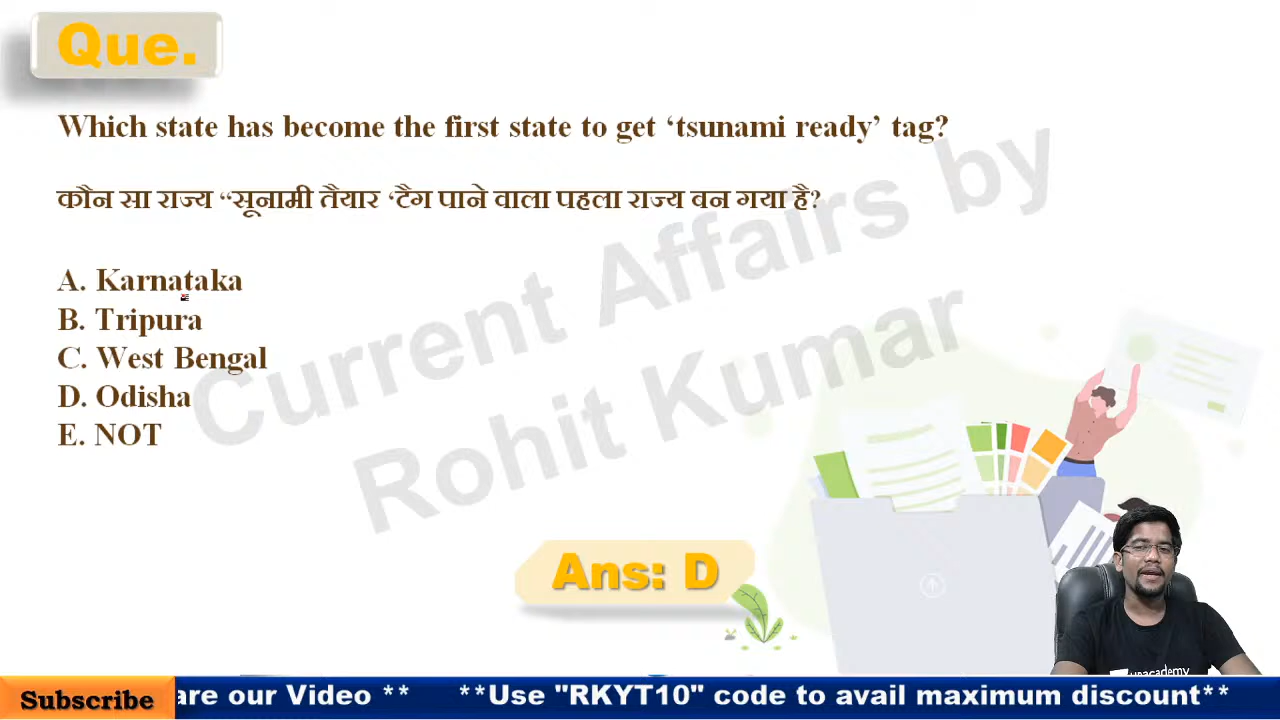 Que.
Which state has become the first state to get ‘tsunami ready’ tag?
कौन सा राज्य “सूनामी तैयार ‘टैग पाने वाला पहला राज्य बन गया है?
A. Karnataka
B. Tripura
C. West Bengal
D. Odisha
E. NOT
Current Affairs by
Rohit Kumar
Ans: D
unacademy
Subscribe
are our Video ** **Use "RKYT10" code to avail maximum discount**